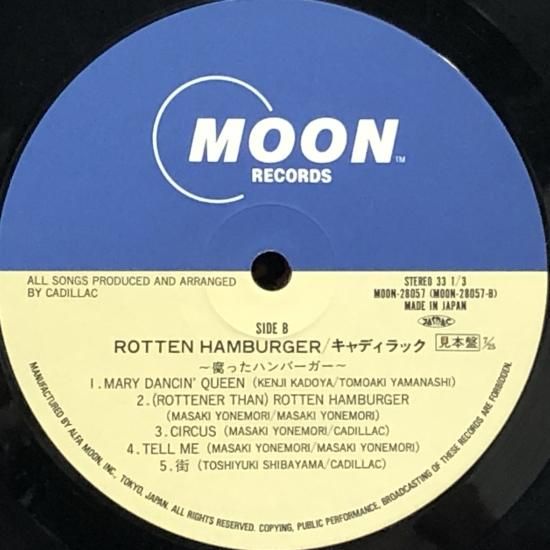 MOON™
RECORDS
ALL SONGS PRODUCED AND ARRANGED
BY CADILLAC
STEREO 33 1/3
MOON-28057 (MOON-28057-B)
MADE IN JAPAN
JASRAC
SIDE B
ROTTEN HAMBURGER/キャディラック 見本盤 7/25
〜腐ったハンバーガー〜
1. MARY DANCIN' QUEEN (KENJI KADOYA/TOMOAKI YAMANASHI)
2. (ROTTENER THAN) ROTTEN HAMBURGER
(MASAKI YONEMORI/MASAKI YONEMORI)
3. CIRCUS (MASAKI YONEMORI/CADILLAC)
4. TELL ME (MASAKI YONEMORI/MASAKI YONEMORI)
5. 街 (TOSHIYUKI SHIBAYAMA/CADILLAC)
MANUFACTURED BY ALFA MOON, INC., TOKYO, JAPAN. ALL RIGHTS RESERVED. COPYING, PUBLIC PERFORMANCE, BROADCASTING OF THESE RECORDS ARE FORBIDDEN.